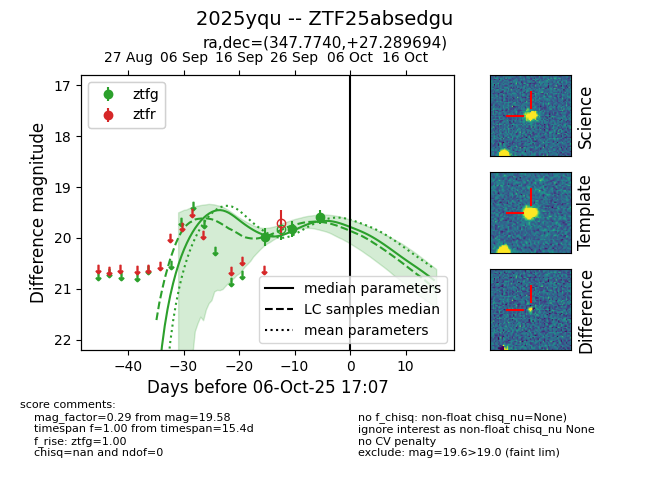 2025yqu -- ZTF25absedgu
ra,dec=(347.7740,+27.289694)
27 Aug 06 Sep 16 Sep 26 Sep 06 Oct 16 Oct
17
18
19
20
21
22
Difference magnitude
ztfg
ztfr
median parameters
LC samples median
mean parameters
−40 −30 −20 −10 0 10
Days before 06-Oct-25 17:07
Science
Template
Difference
score comments:
mag_factor=0.29 from mag=19.58
timespan f=1.00 from timespan=15.4d
f_rise: ztfg=1.00
chisq=nan and ndof=0
no f_chisq: non-float chisq_nu=None)
ignore interest as non-float chisq_nu None
no CV penalty
exclude: mag=19.6>19.0 (faint lim)